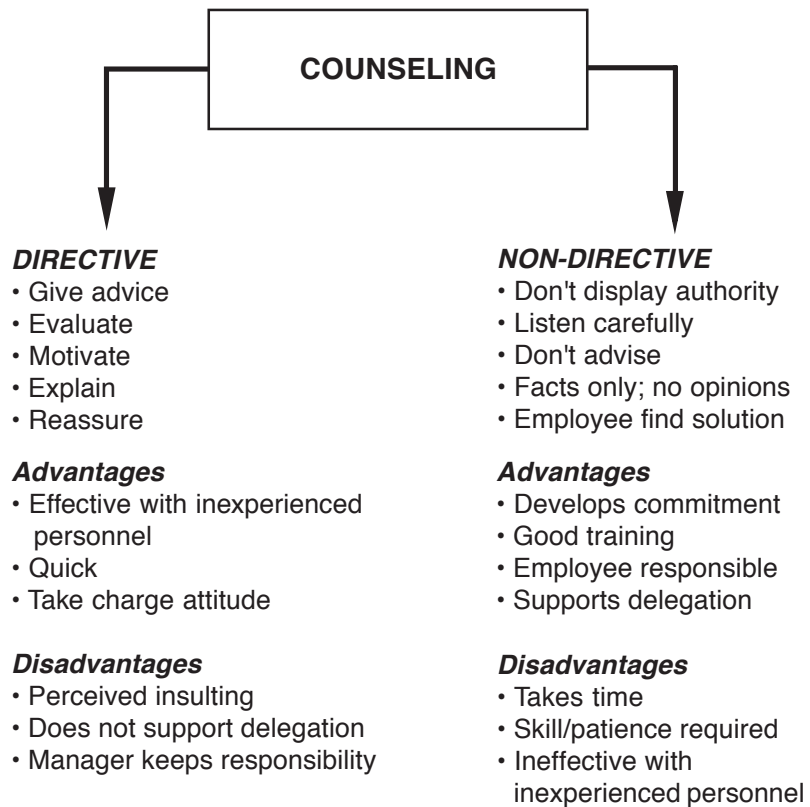 COUNSELING
DIRECTIVE
• Give advice
• Evaluate
• Motivate
• Explain
• Reassure
Advantages
• Effective with inexperienced
personnel
• Quick
• Take charge attitude
Disadvantages
• Perceived insulting
• Does not support delegation
• Manager keeps responsibility
NON-DIRECTIVE
• Don't display authority
• Listen carefully
• Don't advise
• Facts only; no opinions
• Employee find solution
Advantages
• Develops commitment
• Good training
• Employee responsible
• Supports delegation
Disadvantages
• Takes time
• Skill/patience required
• Ineffective with
inexperienced personnel